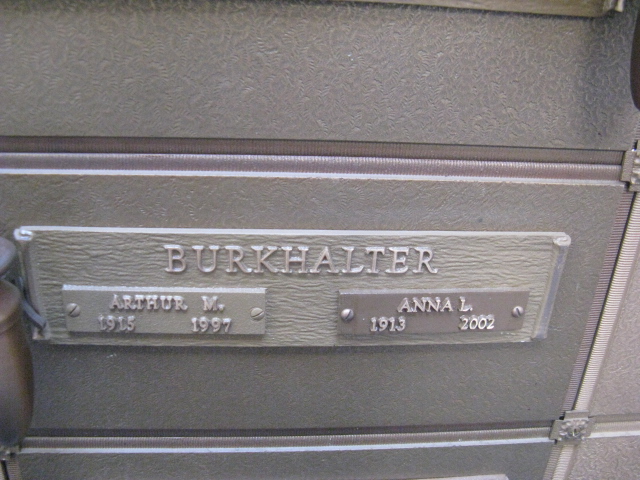 BURKHALTER
ARTHUR M.
1915 1997
ANNA L.
1913 2002